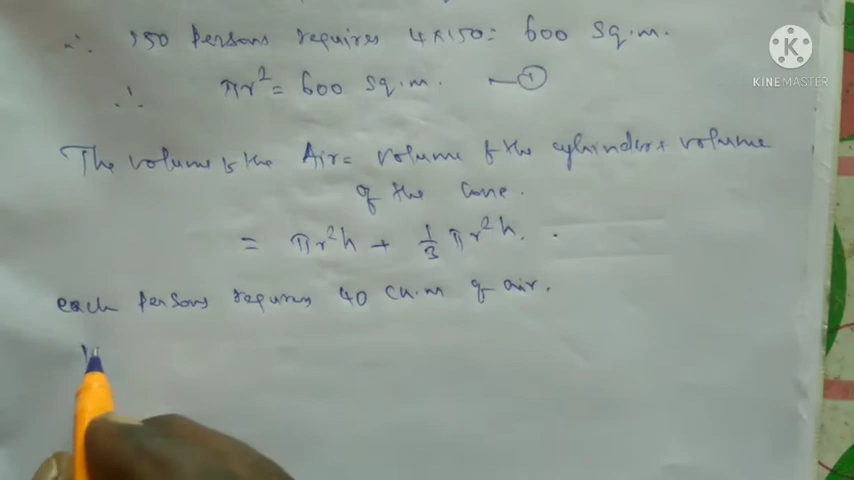 ∴ 150 Persons requires 4×150= 600 sq.m.
∴ πr²= 600 sq.m. —①
K
KINEMASTER
The volume is the Air= volume of the cylinder+ volume
of the cone.
= πr²h + 1/3 πr²h.
each persons requires 40 cu.m of air.